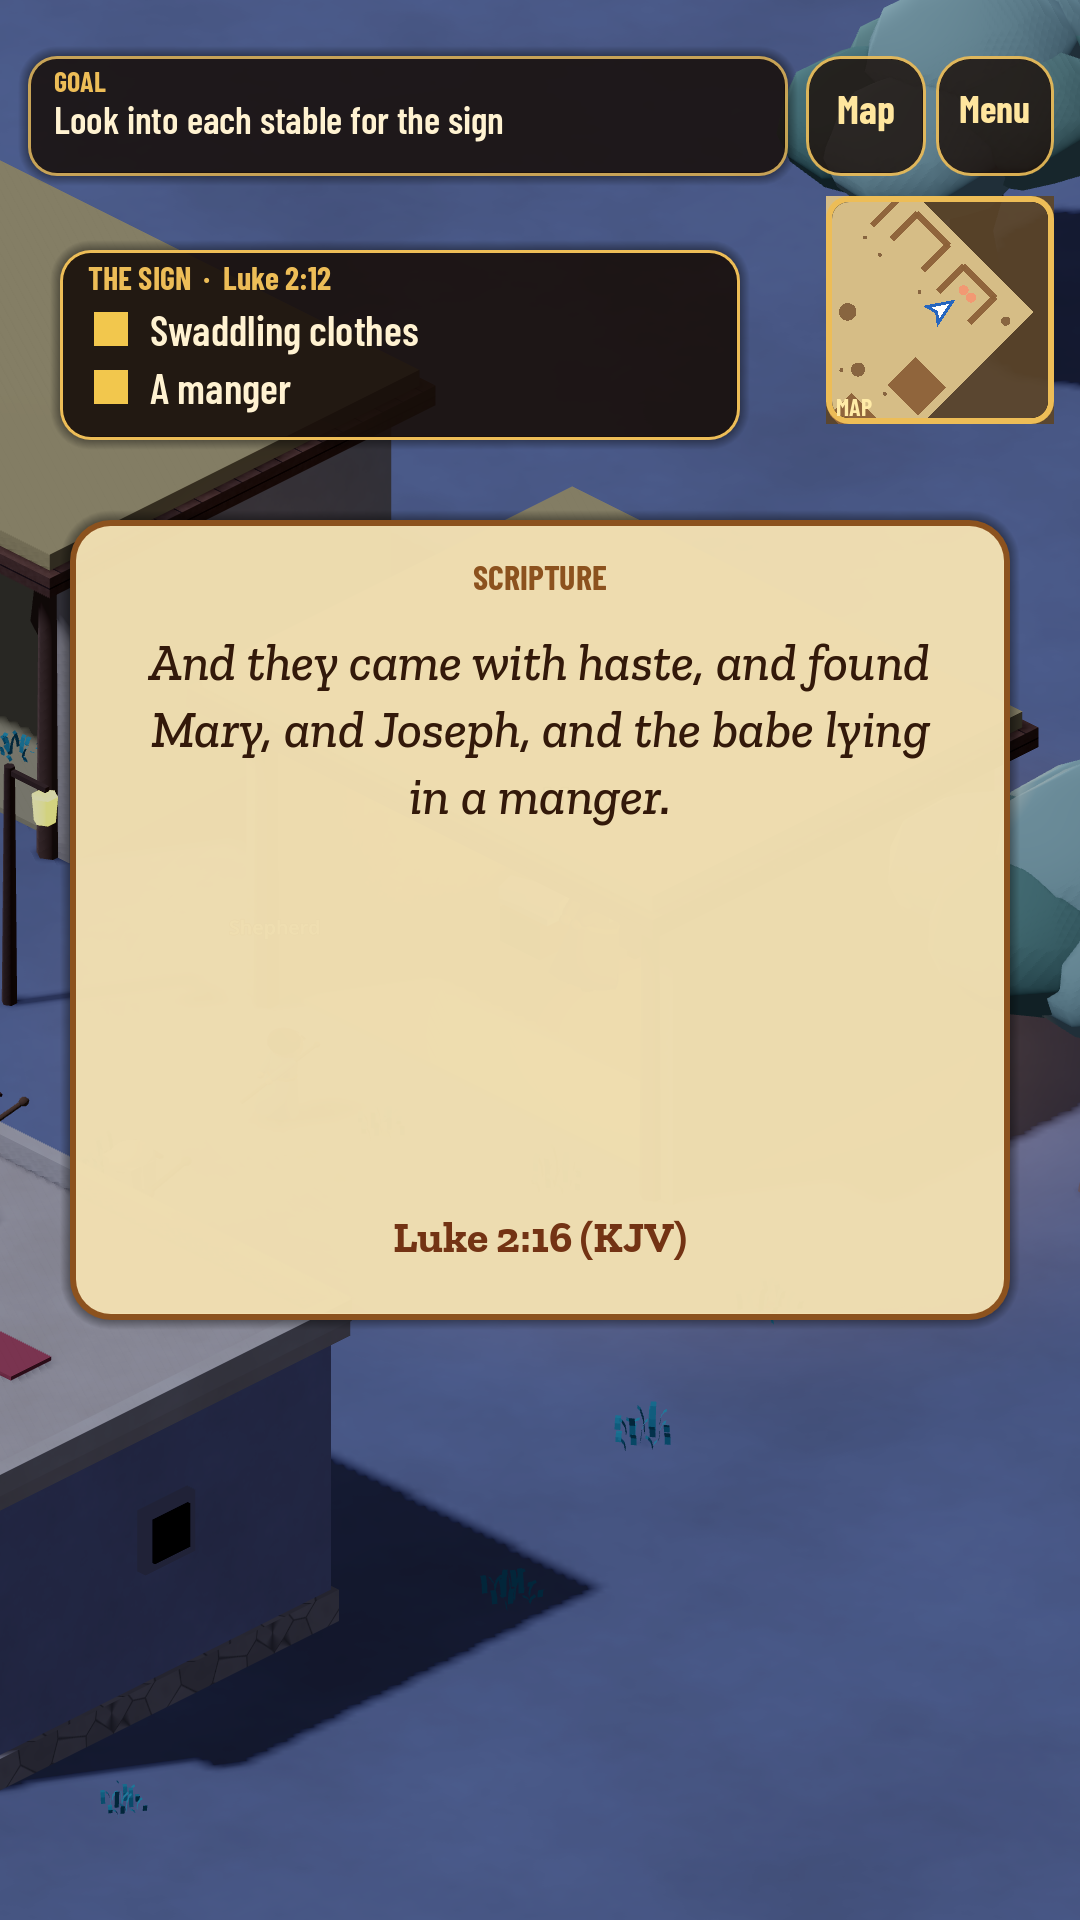 GOAL
Look into each stable for the sign
Map
Menu
THE SIGN · Luke 2:12
Swaddling clothes
A manger
MAP
SCRIPTURE
And they came with haste, and found
Mary, and Joseph, and the babe lying
in a manger.
Luke 2:16 (KJV)